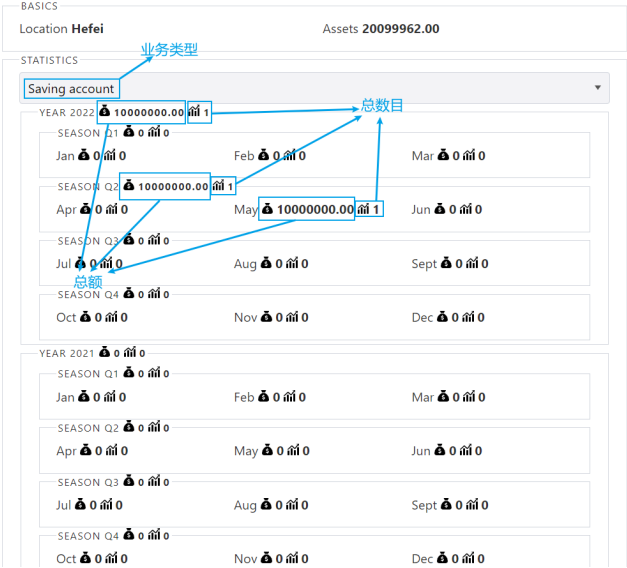 BASICS
Location Hefei Assets 20099962.00
业务类型
STATISTICS
Saving account
总数目
YEAR 2022 10000000.00 1
SEASON Q1 0 0
Jan 0 0 Feb 0 0 Mar 0 0
SEASON Q2 10000000.00 1
Apr 0 0 May 10000000.00 1 Jun 0 0
SEASON Q3 0 0
Jul 0 0 Aug 0 0 Sept 0 0
总额
SEASON Q4 0 0
Oct 0 0 Nov 0 0 Dec 0 0
YEAR 2021 0 0
SEASON Q1 0 0
Jan 0 0 Feb 0 0 Mar 0 0
SEASON Q2 0 0
Apr 0 0 May 0 0 Jun 0 0
SEASON Q3 0 0
Jul 0 0 Aug 0 0 Sept 0 0
SEASON Q4 0 0
Oct 0 0 Nov 0 0 Dec 0 0